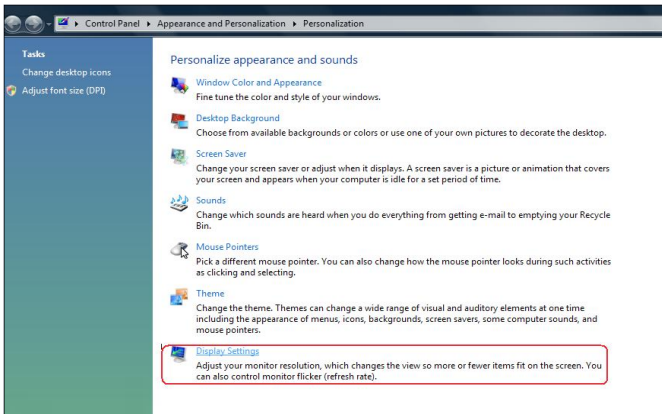 Control Panel ▸ Appearance and Personalization ▸ Personalization
Tasks
Change desktop icons
Adjust font size (DPI)
Personalize appearance and sounds
Window Color and Appearance
Fine tune the color and style of your windows.
Desktop Background
Choose from available backgrounds or colors or use one of your own pictures to decorate the desktop.
Screen Saver
Change your screen saver or adjust when it displays. A screen saver is a picture or animation that covers
your screen and appears when your computer is idle for a set period of time.
Sounds
Change which sounds are heard when you do everything from getting e-mail to emptying your Recycle
Bin.
Mouse Pointers
Pick a different mouse pointer. You can also change how the mouse pointer looks during such activities
as clicking and selecting.
Theme
Change the theme. Themes can change a wide range of visual and auditory elements at one time
including the appearance of menus, icons, backgrounds, screen savers, some computer sounds, and
mouse pointers.
Display Settings
Adjust your monitor resolution, which changes the view so more or fewer items fit on the screen. You
can also control monitor flicker (refresh rate).